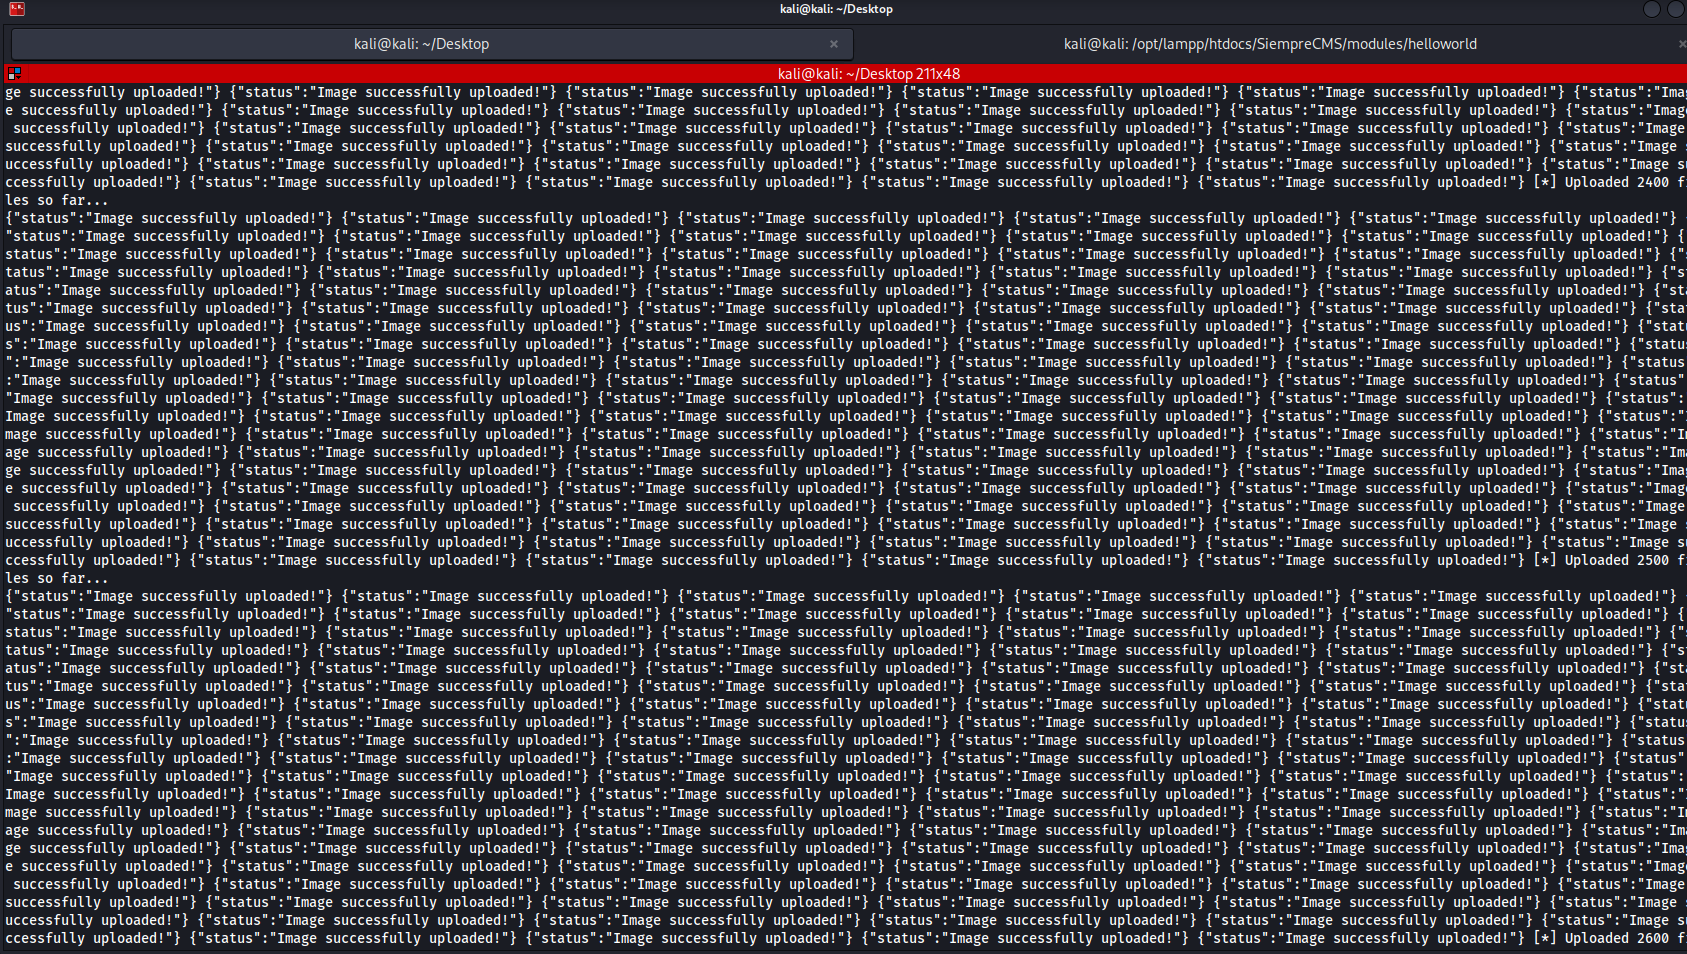 kali@kali: ~/Desktop
kali@kali: ~/Desktop
kali@kali: /opt/lampp/htdocs/SiempreCMS/modules/helloworld
kali@kali: ~/Desktop 211x48
ge successfully uploaded!"} {"status":"Image successfully uploaded!"} {"status":"Image successfully uploaded!"} {"status":"Image successfully uploaded!"} {"status":"Image successfully uploaded!"} {"status":"Ima
e successfully uploaded!"} {"status":"Image successfully uploaded!"} {"status":"Image successfully uploaded!"} {"status":"Image successfully uploaded!"} {"status":"Image successfully uploaded!"} {"status":"Imag
successfully uploaded!"} {"status":"Image successfully uploaded!"} {"status":"Image successfully uploaded!"} {"status":"Image successfully uploaded!"} {"status":"Image successfully uploaded!"} {"status":"Image
successfully uploaded!"} {"status":"Image successfully uploaded!"} {"status":"Image successfully uploaded!"} {"status":"Image successfully uploaded!"} {"status":"Image successfully uploaded!"} {"status":"Image
uccessfully uploaded!"} {"status":"Image successfully uploaded!"} {"status":"Image successfully uploaded!"} {"status":"Image successfully uploaded!"} {"status":"Image successfully uploaded!"} {"status":"Image s
ccessfully uploaded!"} {"status":"Image successfully uploaded!"} {"status":"Image successfully uploaded!"} {"status":"Image successfully uploaded!"} {"status":"Image successfully uploaded!"} [*] Uploaded 2400 f
les so far...
{"status":"Image successfully uploaded!"} {"status":"Image successfully uploaded!"} {"status":"Image successfully uploaded!"} {"status":"Image successfully uploaded!"} {"status":"Image successfully uploaded!"}
"status":"Image successfully uploaded!"} {"status":"Image successfully uploaded!"} {"status":"Image successfully uploaded!"} {"status":"Image successfully uploaded!"} {"status":"Image successfully uploaded!"} {
status":"Image successfully uploaded!"} {"status":"Image successfully uploaded!"} {"status":"Image successfully uploaded!"} {"status":"Image successfully uploaded!"} {"status":"Image successfully uploaded!"} {"
tatus":"Image successfully uploaded!"} {"status":"Image successfully uploaded!"} {"status":"Image successfully uploaded!"} {"status":"Image successfully uploaded!"} {"status":"Image successfully uploaded!"} {"s
atus":"Image successfully uploaded!"} {"status":"Image successfully uploaded!"} {"status":"Image successfully uploaded!"} {"status":"Image successfully uploaded!"} {"status":"Image successfully uploaded!"} {"st
tus":"Image successfully uploaded!"} {"status":"Image successfully uploaded!"} {"status":"Image successfully uploaded!"} {"status":"Image successfully uploaded!"} {"status":"Image successfully uploaded!"} {"sta
us":"Image successfully uploaded!"} {"status":"Image successfully uploaded!"} {"status":"Image successfully uploaded!"} {"status":"Image successfully uploaded!"} {"status":"Image successfully uploaded!"} {"stat
s":"Image successfully uploaded!"} {"status":"Image successfully uploaded!"} {"status":"Image successfully uploaded!"} {"status":"Image successfully uploaded!"} {"status":"Image successfully uploaded!"} {"statu
":"Image successfully uploaded!"} {"status":"Image successfully uploaded!"} {"status":"Image successfully uploaded!"} {"status":"Image successfully uploaded!"} {"status":"Image successfully uploaded!"} {"status
:"Image successfully uploaded!"} {"status":"Image successfully uploaded!"} {"status":"Image successfully uploaded!"} {"status":"Image successfully uploaded!"} {"status":"Image successfully uploaded!"} {"status"
"Image successfully uploaded!"} {"status":"Image successfully uploaded!"} {"status":"Image successfully uploaded!"} {"status":"Image successfully uploaded!"} {"status":"Image successfully uploaded!"} {"status":
Image successfully uploaded!"} {"status":"Image successfully uploaded!"} {"status":"Image successfully uploaded!"} {"status":"Image successfully uploaded!"} {"status":"Image successfully uploaded!"} {"status":"
mage successfully uploaded!"} {"status":"Image successfully uploaded!"} {"status":"Image successfully uploaded!"} {"status":"Image successfully uploaded!"} {"status":"Image successfully uploaded!"} {"status":"I
age successfully uploaded!"} {"status":"Image successfully uploaded!"} {"status":"Image successfully uploaded!"} {"status":"Image successfully uploaded!"} {"status":"Image successfully uploaded!"} {"status":"Im
ge successfully uploaded!"} {"status":"Image successfully uploaded!"} {"status":"Image successfully uploaded!"} {"status":"Image successfully uploaded!"} {"status":"Image successfully uploaded!"} {"status":"Ima
e successfully uploaded!"} {"status":"Image successfully uploaded!"} {"status":"Image successfully uploaded!"} {"status":"Image successfully uploaded!"} {"status":"Image successfully uploaded!"} {"status":"Imag
successfully uploaded!"} {"status":"Image successfully uploaded!"} {"status":"Image successfully uploaded!"} {"status":"Image successfully uploaded!"} {"status":"Image successfully uploaded!"} {"status":"Image
successfully uploaded!"} {"status":"Image successfully uploaded!"} {"status":"Image successfully uploaded!"} {"status":"Image successfully uploaded!"} {"status":"Image successfully uploaded!"} {"status":"Image
uccessfully uploaded!"} {"status":"Image successfully uploaded!"} {"status":"Image successfully uploaded!"} {"status":"Image successfully uploaded!"} {"status":"Image successfully uploaded!"} {"status":"Image s
ccessfully uploaded!"} {"status":"Image successfully uploaded!"} {"status":"Image successfully uploaded!"} {"status":"Image successfully uploaded!"} {"status":"Image successfully uploaded!"} [*] Uploaded 2500 f
les so far...
{"status":"Image successfully uploaded!"} {"status":"Image successfully uploaded!"} {"status":"Image successfully uploaded!"} {"status":"Image successfully uploaded!"} {"status":"Image successfully uploaded!"}
"status":"Image successfully uploaded!"} {"status":"Image successfully uploaded!"} {"status":"Image successfully uploaded!"} {"status":"Image successfully uploaded!"} {"status":"Image successfully uploaded!"} {
status":"Image successfully uploaded!"} {"status":"Image successfully uploaded!"} {"status":"Image successfully uploaded!"} {"status":"Image successfully uploaded!"} {"status":"Image successfully uploaded!"} {"
tatus":"Image successfully uploaded!"} {"status":"Image successfully uploaded!"} {"status":"Image successfully uploaded!"} {"status":"Image successfully uploaded!"} {"status":"Image successfully uploaded!"} {"s
atus":"Image successfully uploaded!"} {"status":"Image successfully uploaded!"} {"status":"Image successfully uploaded!"} {"status":"Image successfully uploaded!"} {"status":"Image successfully uploaded!"} {"st
tus":"Image successfully uploaded!"} {"status":"Image successfully uploaded!"} {"status":"Image successfully uploaded!"} {"status":"Image successfully uploaded!"} {"status":"Image successfully uploaded!"} {"sta
us":"Image successfully uploaded!"} {"status":"Image successfully uploaded!"} {"status":"Image successfully uploaded!"} {"status":"Image successfully uploaded!"} {"status":"Image successfully uploaded!"} {"stat
s":"Image successfully uploaded!"} {"status":"Image successfully uploaded!"} {"status":"Image successfully uploaded!"} {"status":"Image successfully uploaded!"} {"status":"Image successfully uploaded!"} {"statu
":"Image successfully uploaded!"} {"status":"Image successfully uploaded!"} {"status":"Image successfully uploaded!"} {"status":"Image successfully uploaded!"} {"status":"Image successfully uploaded!"} {"status
:"Image successfully uploaded!"} {"status":"Image successfully uploaded!"} {"status":"Image successfully uploaded!"} {"status":"Image successfully uploaded!"} {"status":"Image successfully uploaded!"} {"status"
"Image successfully uploaded!"} {"status":"Image successfully uploaded!"} {"status":"Image successfully uploaded!"} {"status":"Image successfully uploaded!"} {"status":"Image successfully uploaded!"} {"status":
Image successfully uploaded!"} {"status":"Image successfully uploaded!"} {"status":"Image successfully uploaded!"} {"status":"Image successfully uploaded!"} {"status":"Image successfully uploaded!"} {"status":"
mage successfully uploaded!"} {"status":"Image successfully uploaded!"} {"status":"Image successfully uploaded!"} {"status":"Image successfully uploaded!"} {"status":"Image successfully uploaded!"} {"status":"I
age successfully uploaded!"} {"status":"Image successfully uploaded!"} {"status":"Image successfully uploaded!"} {"status":"Image successfully uploaded!"} {"status":"Image successfully uploaded!"} {"status":"Im
ge successfully uploaded!"} {"status":"Image successfully uploaded!"} {"status":"Image successfully uploaded!"} {"status":"Image successfully uploaded!"} {"status":"Image successfully uploaded!"} {"status":"Ima
e successfully uploaded!"} {"status":"Image successfully uploaded!"} {"status":"Image successfully uploaded!"} {"status":"Image successfully uploaded!"} {"status":"Image successfully uploaded!"} {"status":"Imag
successfully uploaded!"} {"status":"Image successfully uploaded!"} {"status":"Image successfully uploaded!"} {"status":"Image successfully uploaded!"} {"status":"Image successfully uploaded!"} {"status":"Image
successfully uploaded!"} {"status":"Image successfully uploaded!"} {"status":"Image successfully uploaded!"} {"status":"Image successfully uploaded!"} {"status":"Image successfully uploaded!"} {"status":"Image
uccessfully uploaded!"} {"status":"Image successfully uploaded!"} {"status":"Image successfully uploaded!"} {"status":"Image successfully uploaded!"} {"status":"Image successfully uploaded!"} {"status":"Image s
ccessfully uploaded!"} {"status":"Image successfully uploaded!"} {"status":"Image successfully uploaded!"} {"status":"Image successfully uploaded!"} {"status":"Image successfully uploaded!"} [*] Uploaded 2600 f